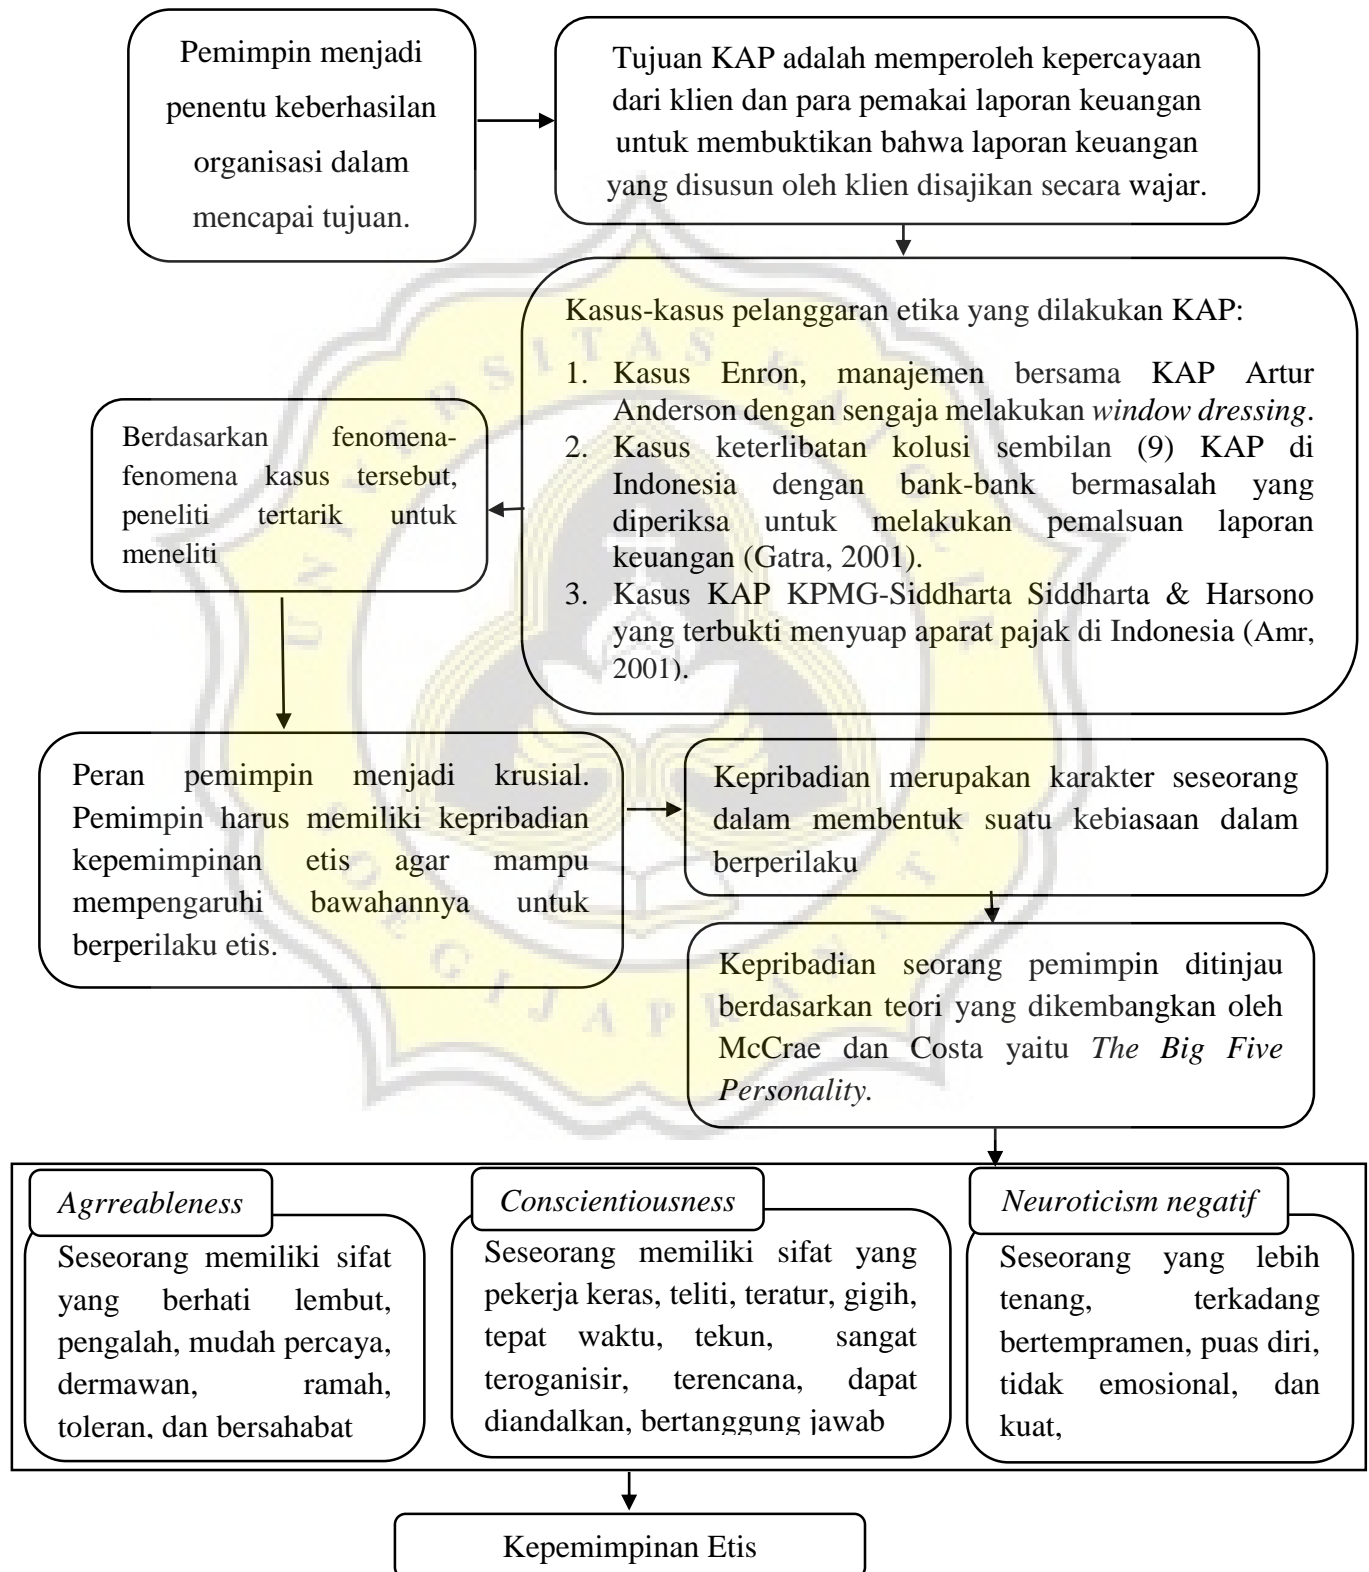 Pemimpin menjadi
penentu keberhasilan
organisasi dalam
mencapai tujuan.
Tujuan KAP adalah memperoleh kepercayaan
dari klien dan para pemakai laporan keuangan
untuk membuktikan bahwa laporan keuangan
yang disusun oleh klien disajikan secara wajar.
Kasus-kasus pelanggaran etika yang dilakukan KAP:
1. Kasus Enron, manajemen bersama KAP Artur
Anderson dengan sengaja melakukan window dressing.
2. Kasus keterlibatan kolusi sembilan (9) KAP di
Indonesia dengan bank-bank bermasalah yang
diperiksa untuk melakukan pemalsuan laporan
keuangan (Gatra, 2001).
3. Kasus KAP KPMG-Siddharta Siddharta & Harsono
yang terbukti menyuap aparat pajak di Indonesia (Amr,
2001).
Berdasarkan fenomena-
fenomena kasus tersebut,
peneliti tertarik untuk
meneliti
Peran pemimpin menjadi krusial.
Pemimpin harus memiliki kepribadian
kepemimpinan etis agar mampu
mempengaruhi bawahannya untuk
berperilaku etis.
Kepribadian merupakan karakter seseorang
dalam membentuk suatu kebiasaan dalam
berperilaku
Kepribadian seorang pemimpin ditinjau
berdasarkan teori yang dikembangkan oleh
McCrae dan Costa yaitu The Big Five
Personality.
Agrreableness
Seseorang memiliki sifat
yang berhati lembut,
pengalah, mudah percaya,
dermawan, ramah,
toleran, dan bersahabat
Conscientiousness
Seseorang memiliki sifat yang
pekerja keras, teliti, teratur, gigih,
tepat waktu, tekun, sangat
teroganisir, terencana, dapat
diandalkan, bertanggung jawab
Neuroticism negatif
Seseorang yang lebih
tenang, terkadang
bertempramen, puas diri,
tidak emosional, dan
kuat,
Kepemimpinan Etis
UNIVERSITAS KATOLIK
SOEGIJAPRANATA